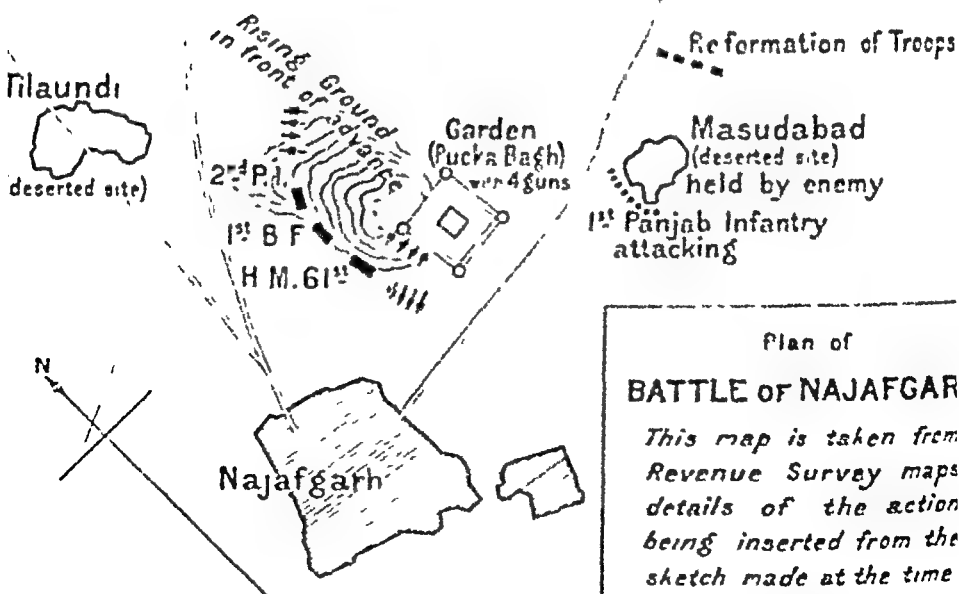 Rising Ground
in front of advance
Reformation of Troops
Tilaundi
(deserted site)
Garden
(Pucka Bagh)
with 4 guns
Masudabad
(deserted site)
held by enemy
1st Panjab Infantry
attacking
2nd P.I.
1st B F
H M. 61st
N
Najafgarh
Plan of
BATTLE OF NAJAFGAR
This map is taken from
Revenue Survey maps
details of the action
being inserted from the
sketch made at the time